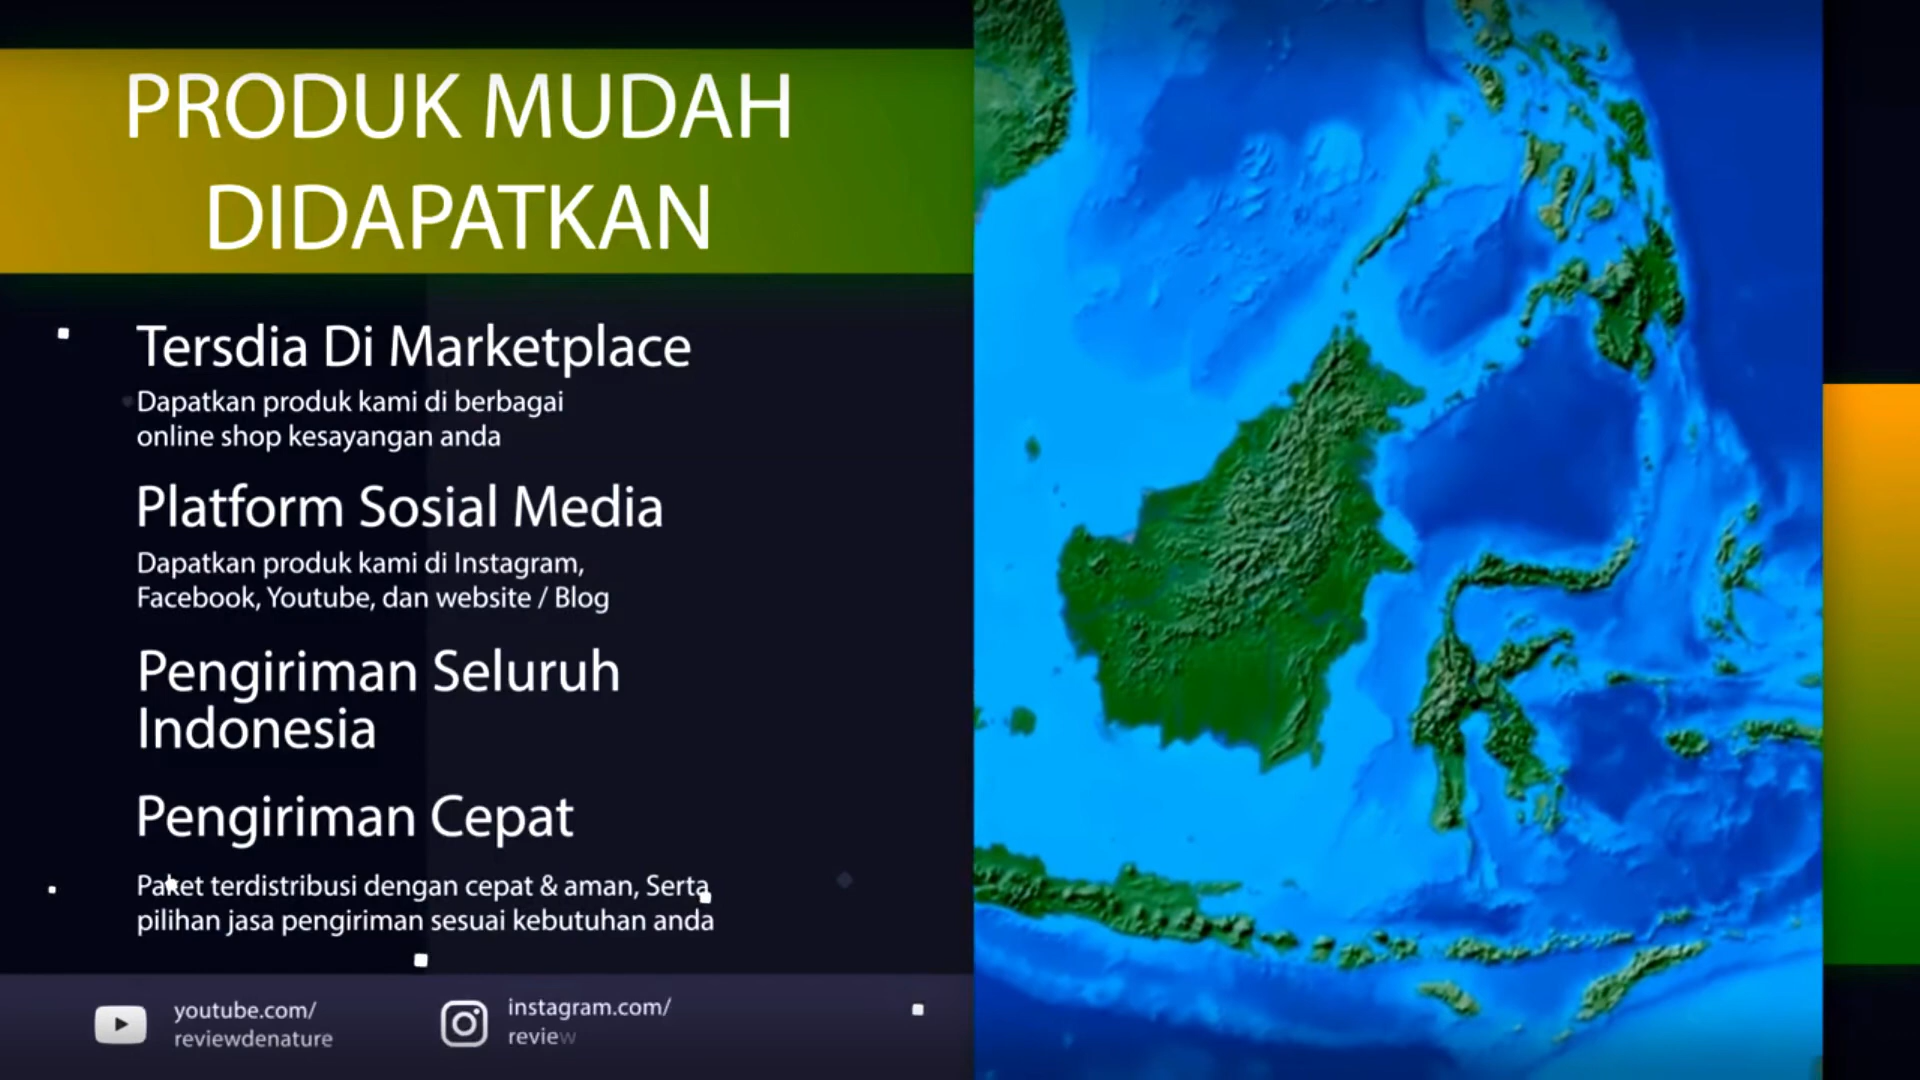 PRODUK MUDAH
DIDAPATKAN
Tersdia Di Marketplace
Dapatkan produk kami di berbagai
online shop kesayangan anda
Platform Sosial Media
Dapatkan produk kami di Instagram,
Facebook, Youtube, dan website / Blog
Pengiriman Seluruh
Indonesia
Pengiriman Cepat
Paket terdistribusi dengan cepat & aman, Serta
pilihan jasa pengiriman sesuai kebutuhan anda
youtube.com/
reviewdenature
instagram.com/
review